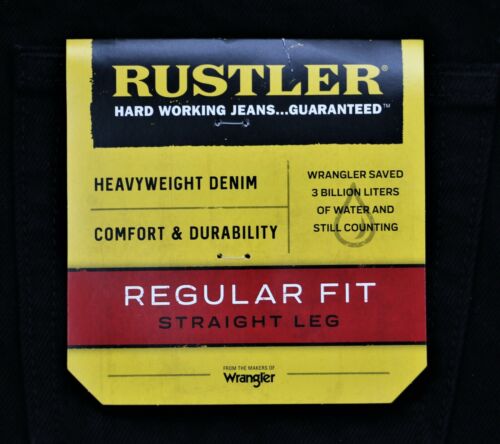 RUSTLER®
HARD WORKING JEANS...GUARANTEED™
HEAVYWEIGHT DENIM
COMFORT & DURABILITY
WRANGLER SAVED
3 BILLION LITERS
OF WATER AND
STILL COUNTING
REGULAR FIT
STRAIGHT LEG
FROM THE MAKERS OF
Wrangler